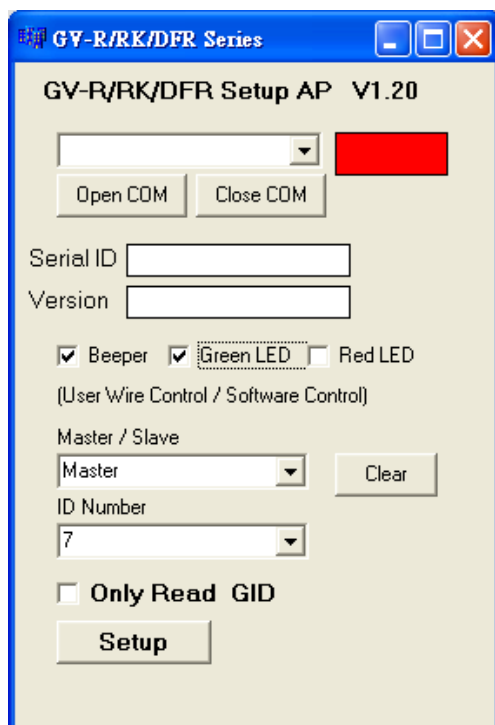 GV-R/RK/DFR Series
GV-R/RK/DFR Setup AP V1.20
Open COM Close COM
Serial ID
Version
Beeper Green LED Red LED
(User Wire Control / Software Control)
Master / Slave
Master Clear
ID Number
7
Only Read GID
Setup